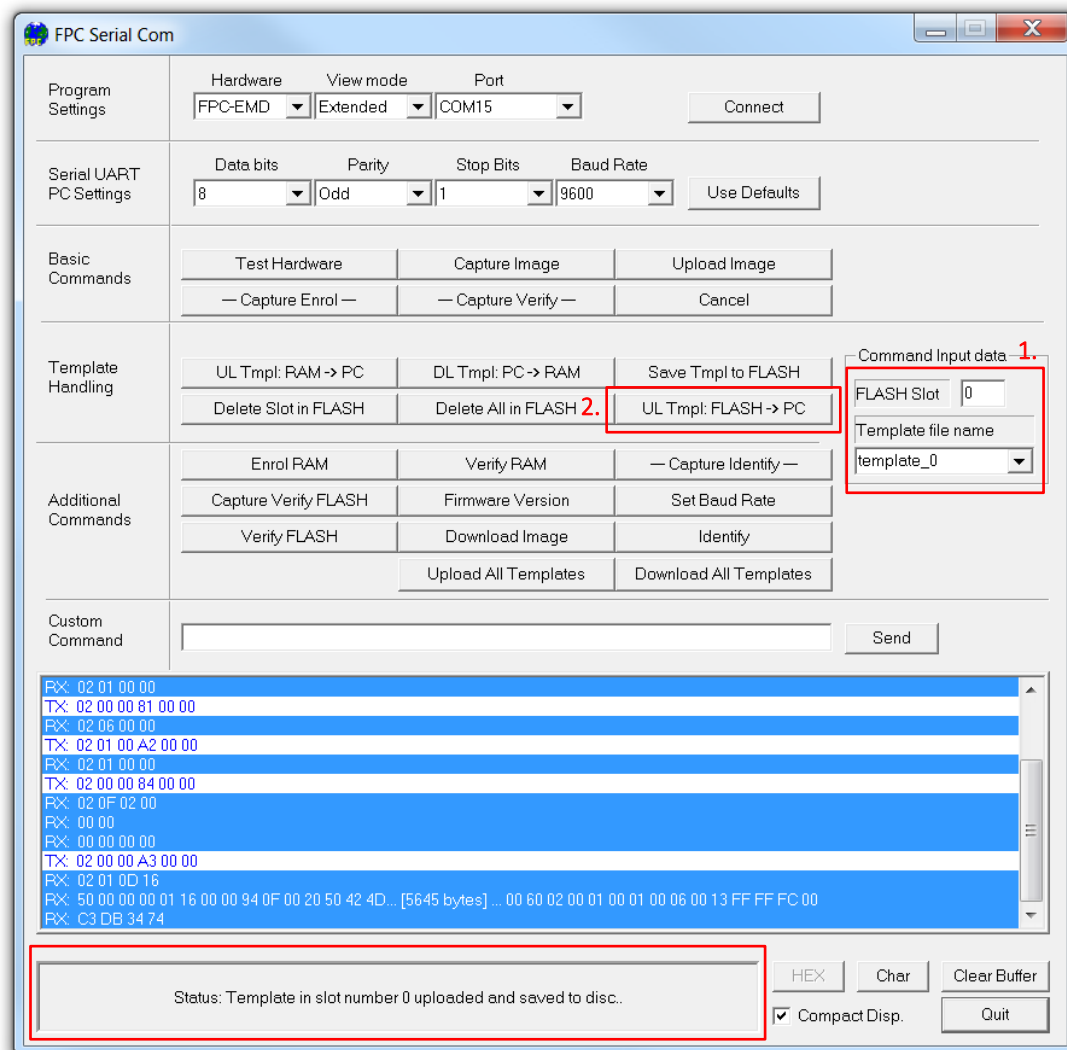 FPC Serial Com
Program Settings
Hardware View mode Port
FPC-EMD Extended COM15 Connect
Serial UART PC Settings
Data bits Parity Stop Bits Baud Rate
8 Odd 1 9600 Use Defaults
Basic Commands
Test Hardware Capture Image Upload Image
— Capture Enrol — — Capture Verify — Cancel
Template Handling
UL Tmpl: RAM -> PC DL Tmpl: PC -> RAM Save Tmpl to FLASH
Delete Slot in FLASH Delete All in FLASH 2. UL Tmpl: FLASH -> PC
Command Input data 1.
FLASH Slot 0
Template file name
template_0
Additional Commands
Enrol RAM Verify RAM — Capture Identify —
Capture Verify FLASH Firmware Version Set Baud Rate
Verify FLASH Download Image Identify
Upload All Templates Download All Templates
Custom Command
Send
RX: 02 01 00 00
TX: 02 00 00 81 00 00
RX: 02 06 00 00
TX: 02 01 00 A2 00 00
RX: 02 01 00 00
TX: 02 00 00 84 00 00
RX: 02 0F 02 00
RX: 00 00
RX: 00 00 00 00
TX: 02 00 00 A3 00 00
RX: 02 01 0D 16
RX: 50 00 00 00 01 16 00 00 94 0F 00 20 50 42 4D... [5645 bytes] ... 00 60 02 00 01 00 01 00 06 00 13 FF FF FC 00
RX: C3 DB 34 74
Status: Template in slot number 0 uploaded and saved to disc..
HEX Char Clear Buffer
Compact Disp. Quit